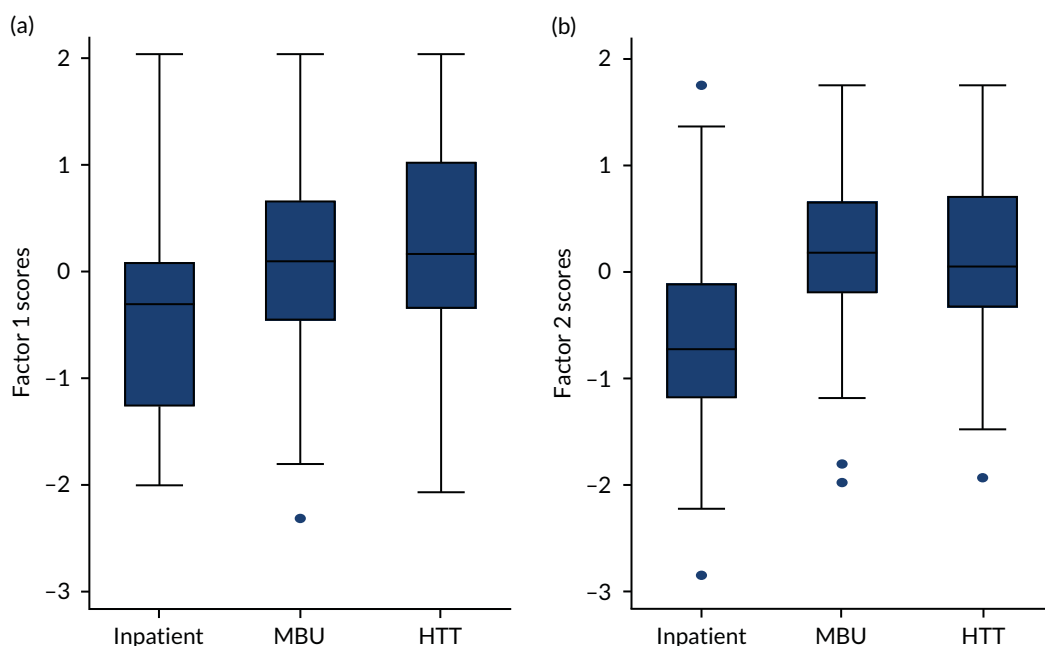 (a)
Factor 1 scores
2
1
0
–1
–2
–3
Inpatient MBU HTT
(b)
Factor 2 scores
2
1
0
–1
–2
–3
Inpatient MBU HTT